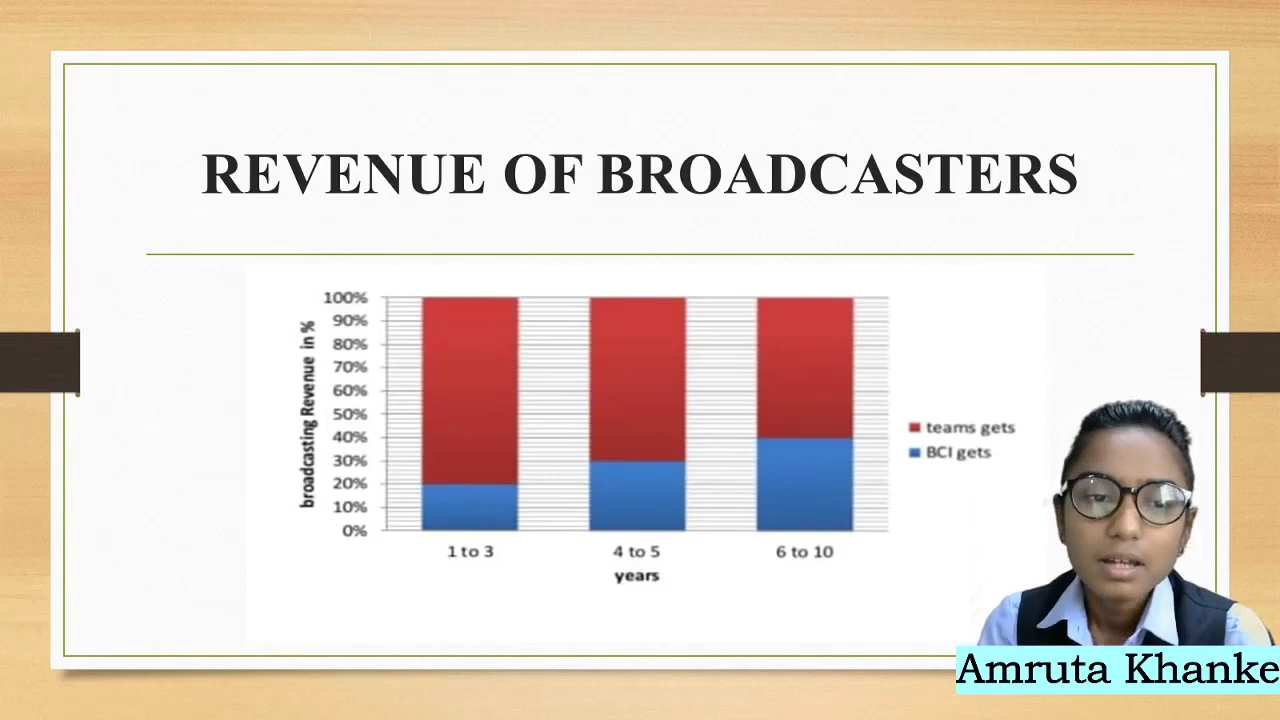 REVENUE OF BROADCASTERS
broadcasting Revenue in %
100%
90%
80%
70%
60%
50%
40%
30%
20%
10%
0%
1 to 3
4 to 5
6 to 10
years
teams gets
BCI gets
Amruta Khanke